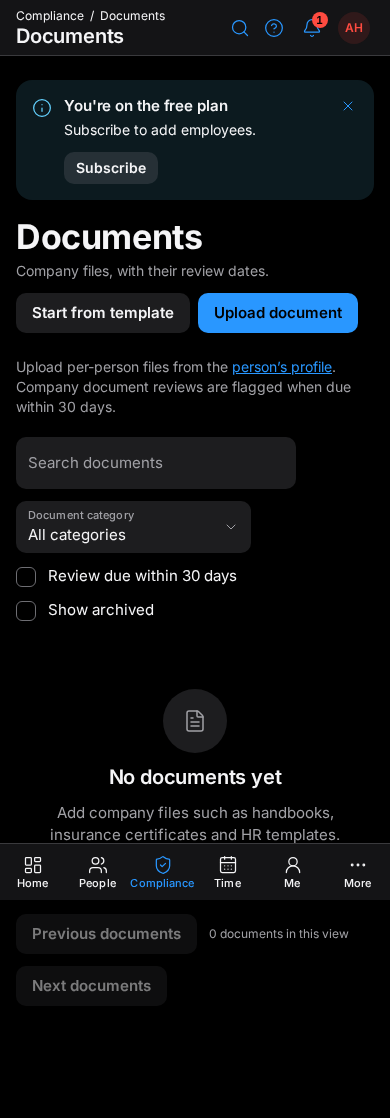 Compliance / Documents
Documents
1
AH
You're on the free plan
Subscribe to add employees.
Subscribe
Documents
Company files, with their review dates.
Start from template
Upload document
Upload per-person files from the person’s profile.
Company document reviews are flagged when due
within 30 days.
Search documents
Document category
All categories
Review due within 30 days
Show archived
No documents yet
Add company files such as handbooks,
insurance certificates and HR templates.
Home
People
Compliance
Time
Me
More
Previous documents
0 documents in this view
Next documents